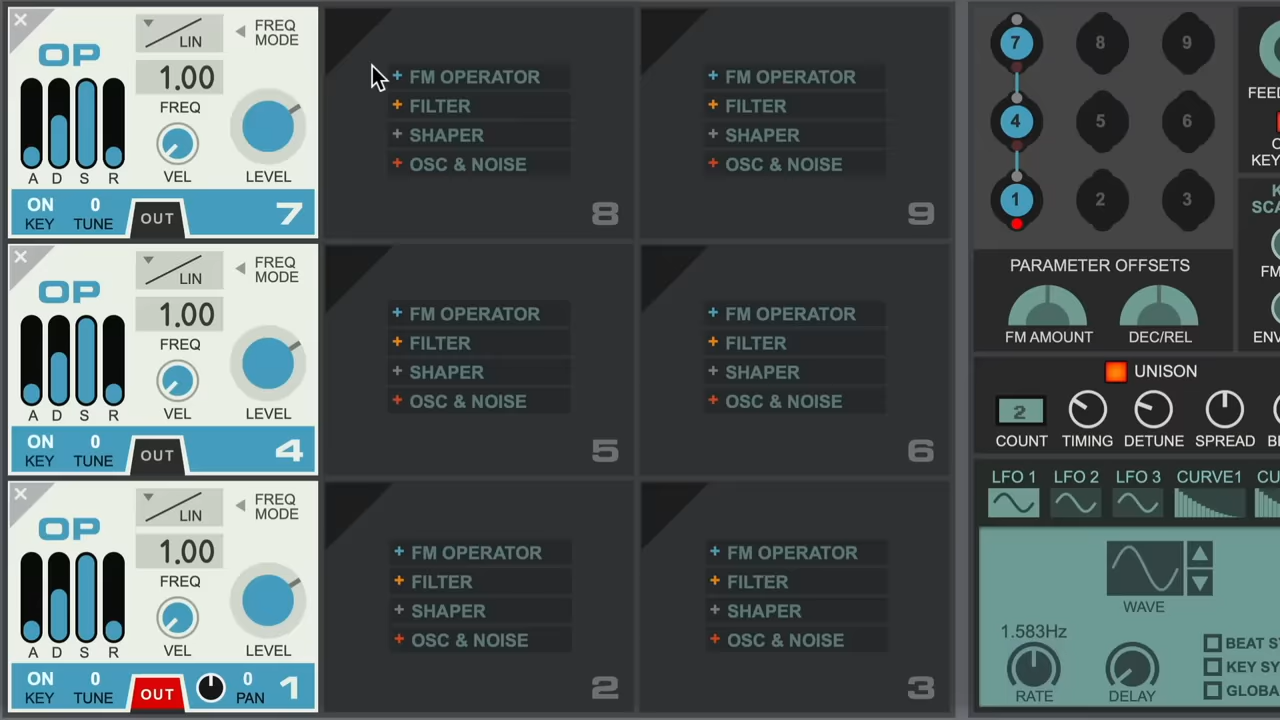 OP
LIN
FREQ
MODE
1.00
FREQ
A D S R
VEL
LEVEL
ON
KEY
0
TUNE
OUT
7
+ FM OPERATOR
+ FILTER
+ SHAPER
+ OSC & NOISE
8
+ FM OPERATOR
+ FILTER
+ SHAPER
+ OSC & NOISE
9
OP
LIN
FREQ
MODE
1.00
FREQ
A D S R
VEL
LEVEL
ON
KEY
0
TUNE
OUT
4
+ FM OPERATOR
+ FILTER
+ SHAPER
+ OSC & NOISE
5
+ FM OPERATOR
+ FILTER
+ SHAPER
+ OSC & NOISE
6
OP
LIN
FREQ
MODE
1.00
FREQ
A D S R
VEL
LEVEL
ON
KEY
0
TUNE
OUT
0
PAN
1
+ FM OPERATOR
+ FILTER
+ SHAPER
+ OSC & NOISE
2
+ FM OPERATOR
+ FILTER
+ SHAPER
+ OSC & NOISE
3
7 8 9
4 5 6
1 2 3
PARAMETER OFFSETS
FM AMOUNT DEC/REL
UNISON
2
COUNT TIMING DETUNE SPREAD
LFO 1 LFO 2 LFO 3 CURVE1
WAVE
1.583Hz
RATE DELAY
BEAT
KEY
FM